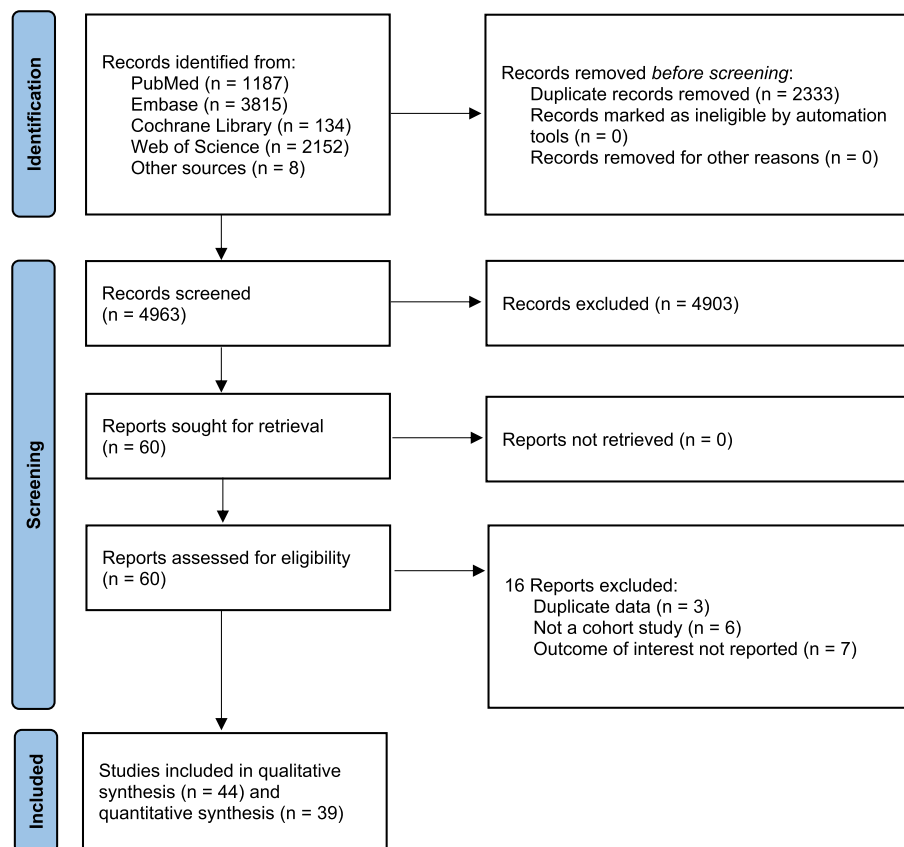 Identification
Records identified from:
PubMed (n = 1187)
Embase (n = 3815)
Cochrane Library (n = 134)
Web of Science (n = 2152)
Other sources (n = 8)
Records removed before screening:
Duplicate records removed (n = 2333)
Records marked as ineligible by automation
tools (n = 0)
Records removed for other reasons (n = 0)
Screening
Records screened
(n = 4963)
Records excluded (n = 4903)
Reports sought for retrieval
(n = 60)
Reports not retrieved (n = 0)
Reports assessed for eligibility
(n = 60)
16 Reports excluded:
Duplicate data (n = 3)
Not a cohort study (n = 6)
Outcome of interest not reported (n = 7)
Included
Studies included in qualitative
synthesis (n = 44) and
quantitative synthesis (n = 39)